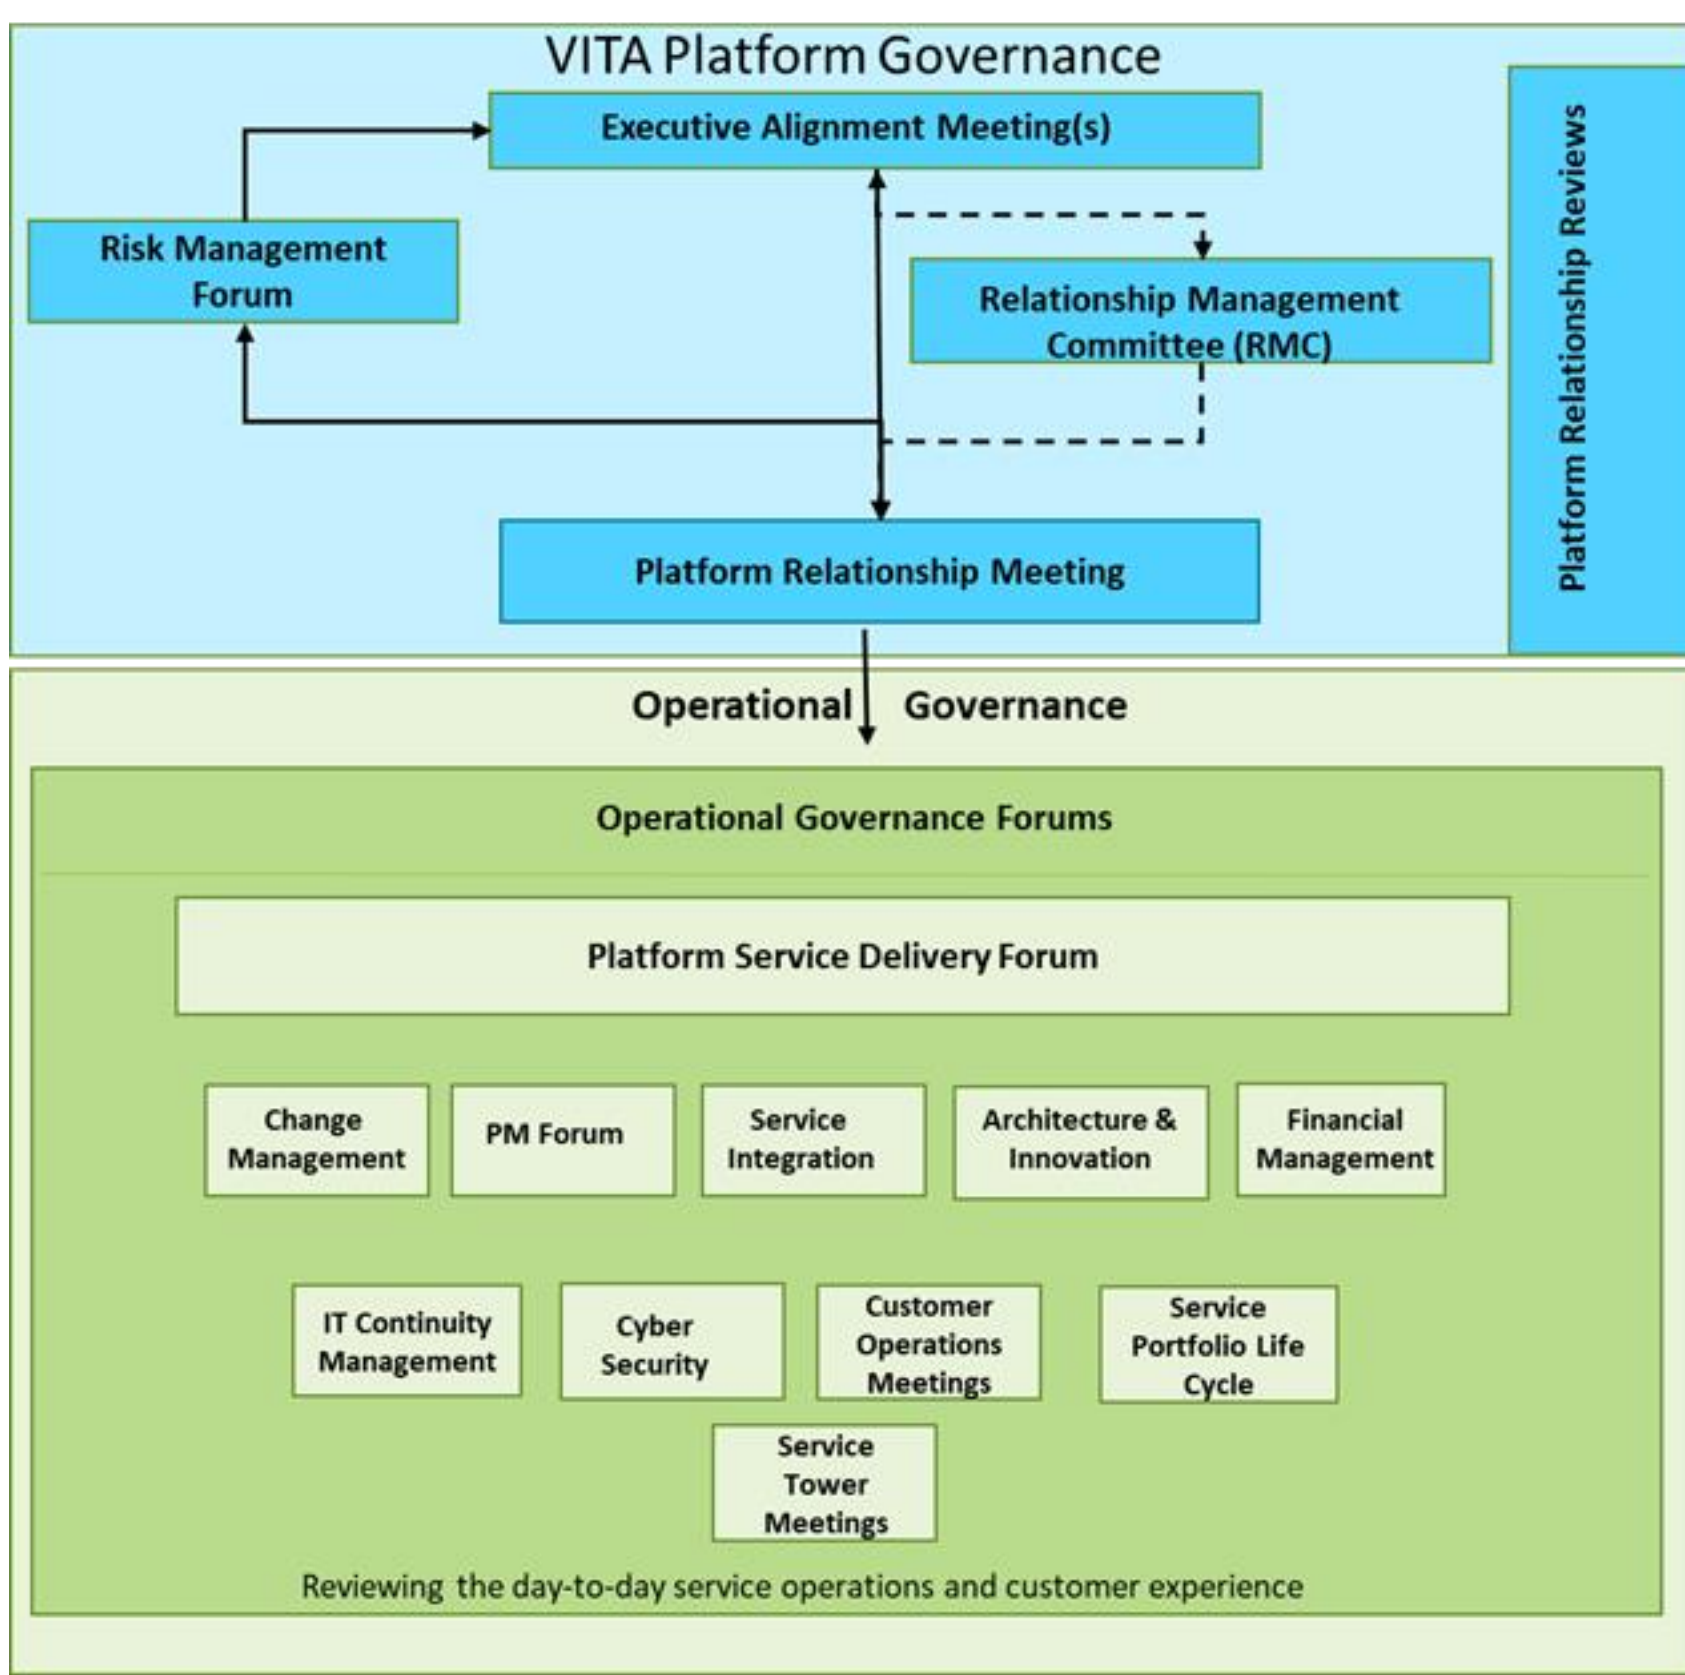 VITA Platform Governance
Executive Alignment Meeting(s)
Risk Management
Forum
Relationship Management
Committee (RMC)
Platform Relationship Reviews
Platform Relationship Meeting
Operational Governance
Operational Governance Forums
Platform Service Delivery Forum
Change
Management
PM Forum
Service
Integration
Architecture &
Innovation
Financial
Management
IT Continuity
Management
Cyber
Security
Customer
Operations
Meetings
Service
Portfolio Life
Cycle
Service
Tower
Meetings
Reviewing the day-to-day service operations and customer experience